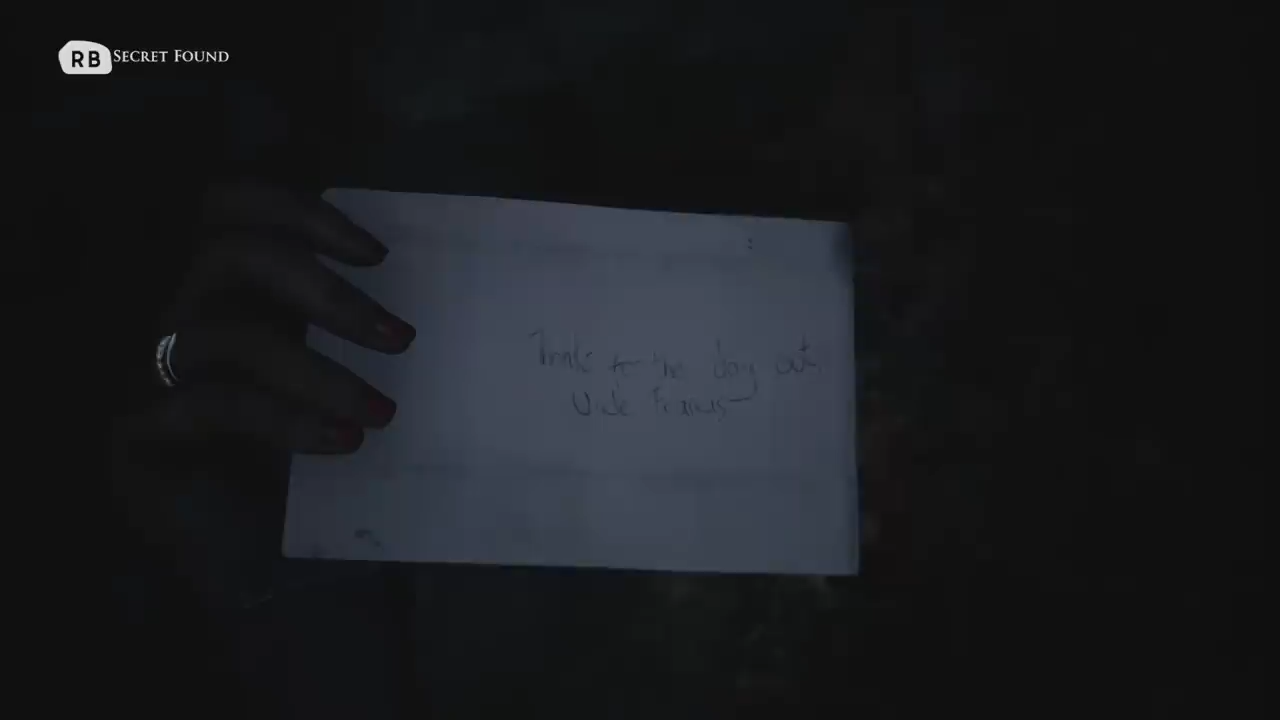 RB SECRET FOUND
Thanks for the day out,
Uncle Francis